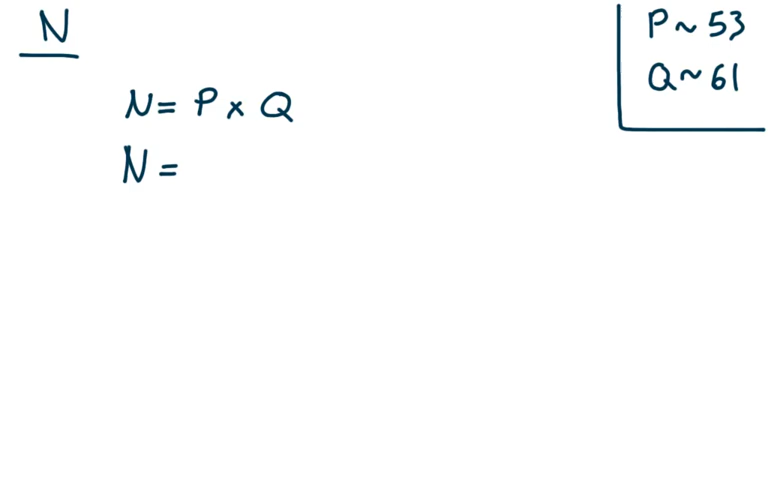 N
N = P x Q
N =
P ~ 53
Q ~ 61